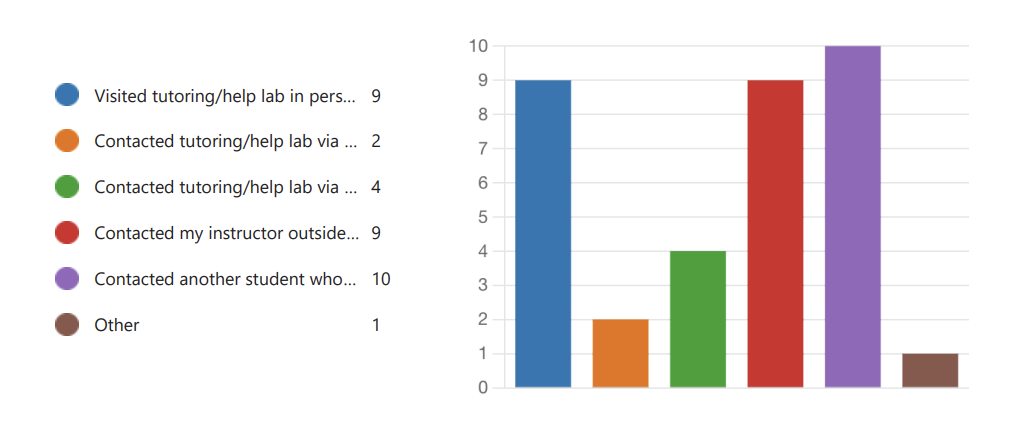 Visited tutoring/help lab in pers... 9
Contacted tutoring/help lab via ... 2
Contacted tutoring/help lab via ... 4
Contacted my instructor outside... 9
Contacted another student who... 10
Other 1
10
9
8
7
6
5
4
3
2
1
0